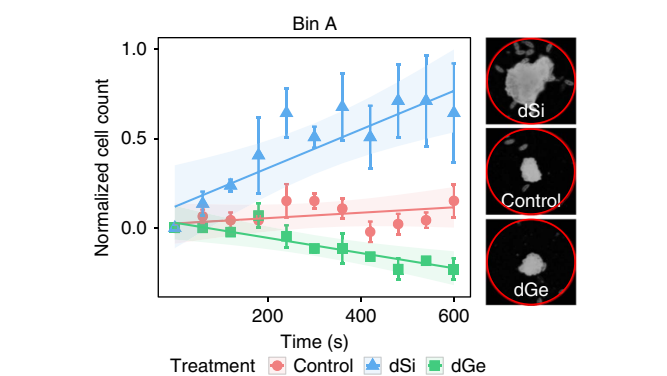 Bin A
Normalized cell count
1.0
0.5
0.0
200
400
600
Time (s)
Treatment Control dSi dGe
dSi
Control
dGe